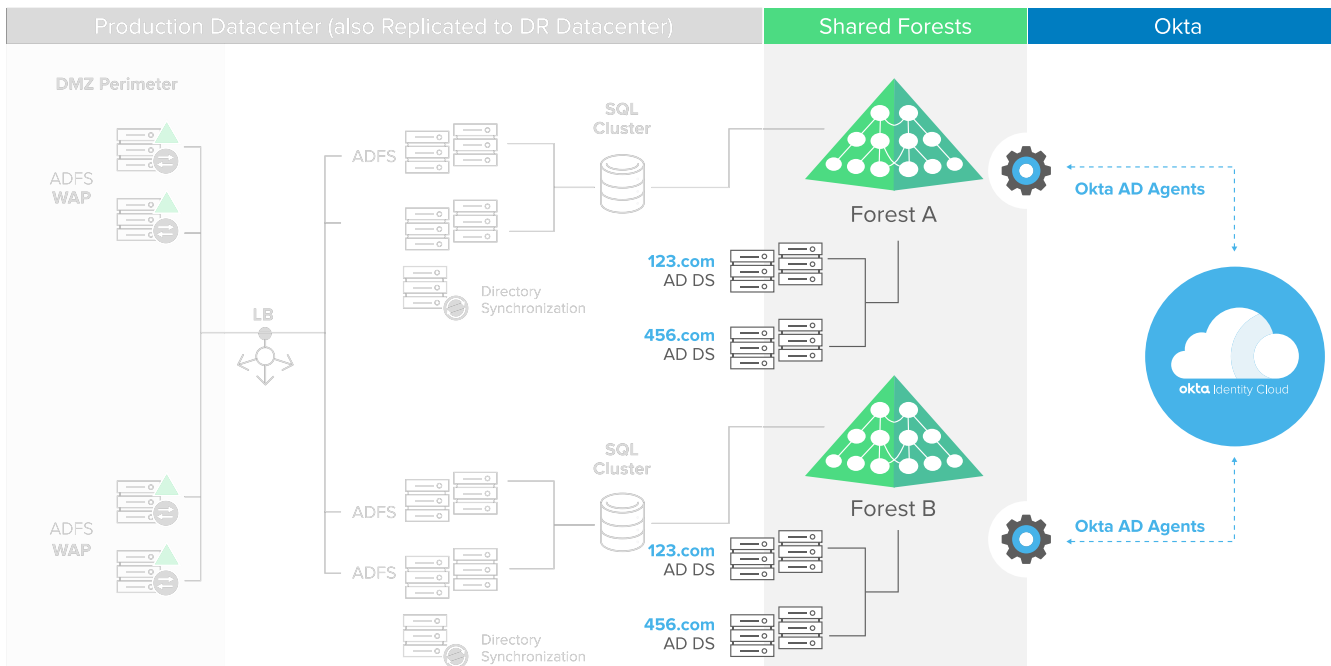 Production Datacenter (also Replicated to DR Datacenter)
Shared Forests
Okta
DMZ Perimeter
ADFS
WAP
LB
ADFS
SQL
Cluster
Directory
Synchronization
Forest A
123.com
AD DS
456.com
AD DS
Okta AD Agents
okta Identity Cloud
ADFS
WAP
ADFS
ADFS
SQL
Cluster
Directory
Synchronization
Forest B
123.com
AD DS
456.com
AD DS
Okta AD Agents